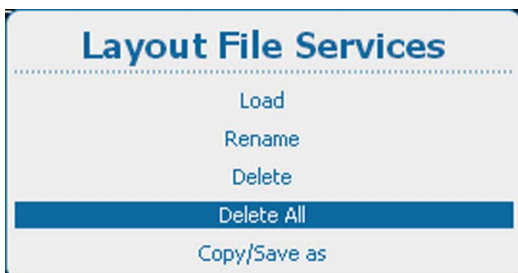 Layout File Services
Load
Rename
Delete
Delete All
Copy/Save as